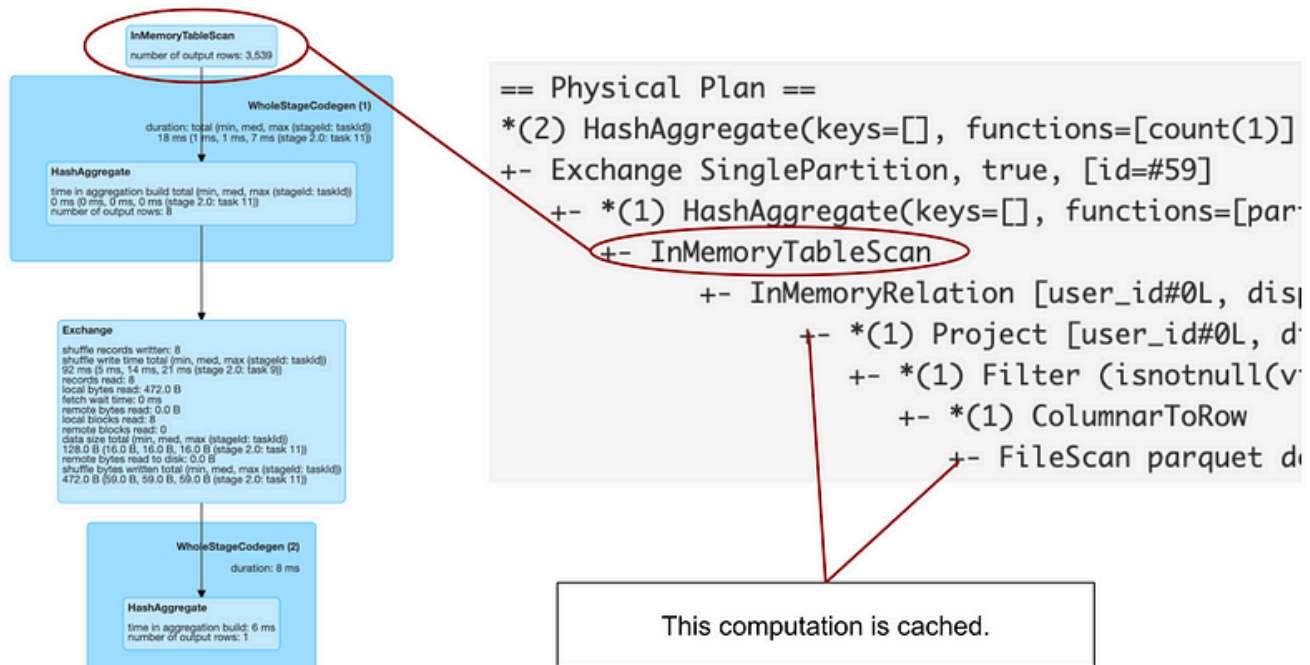 InMemoryTableScan
number of output rows: 3,539
WholeStageCodegen (1)
duration: total (min, med, max (stageId: taskId))
18 ms (1 ms, 1 ms, 7 ms (stage 2.0: task 11))
HashAggregate
time in aggregation build total (min, med, max (stageId: taskId))
0 ms (0 ms, 0 ms, 0 ms (stage 2.0: task 11))
number of output rows: 8
Exchange
shuffle records written: 8
shuffle write time total (min, med, max (stageId: taskId))
92 ms (5 ms, 14 ms, 21 ms (stage 2.0: task 9))
records read: 8
local bytes read: 472.0 B
fetch wait time: 0 ms
remote bytes read: 0.0 B
local blocks read: 8
remote blocks read: 0
data size total (min, med, max (stageId: taskId))
128.0 B (16.0 B, 16.0 B, 16.0 B (stage 2.0: task 11))
remote bytes read to disk: 0.0 B
shuffle bytes written total (min, med, max (stageId: taskId))
472.0 B (59.0 B, 59.0 B, 59.0 B (stage 2.0: task 11))
WholeStageCodegen (2)
duration: 8 ms
HashAggregate
time in aggregation build: 6 ms
number of output rows: 1
== Physical Plan ==
*(2) HashAggregate(keys=[], functions=[count(1)]
+- Exchange SinglePartition, true, [id=#59]
+- *(1) HashAggregate(keys=[], functions=[par
+- InMemoryTableScan
+- InMemoryRelation [user_id#0L, disp
+- *(1) Project [user_id#0L, di
+- *(1) Filter (isnotnull(v
+- *(1) ColumnarToRow
+- FileScan parquet de
This computation is cached.